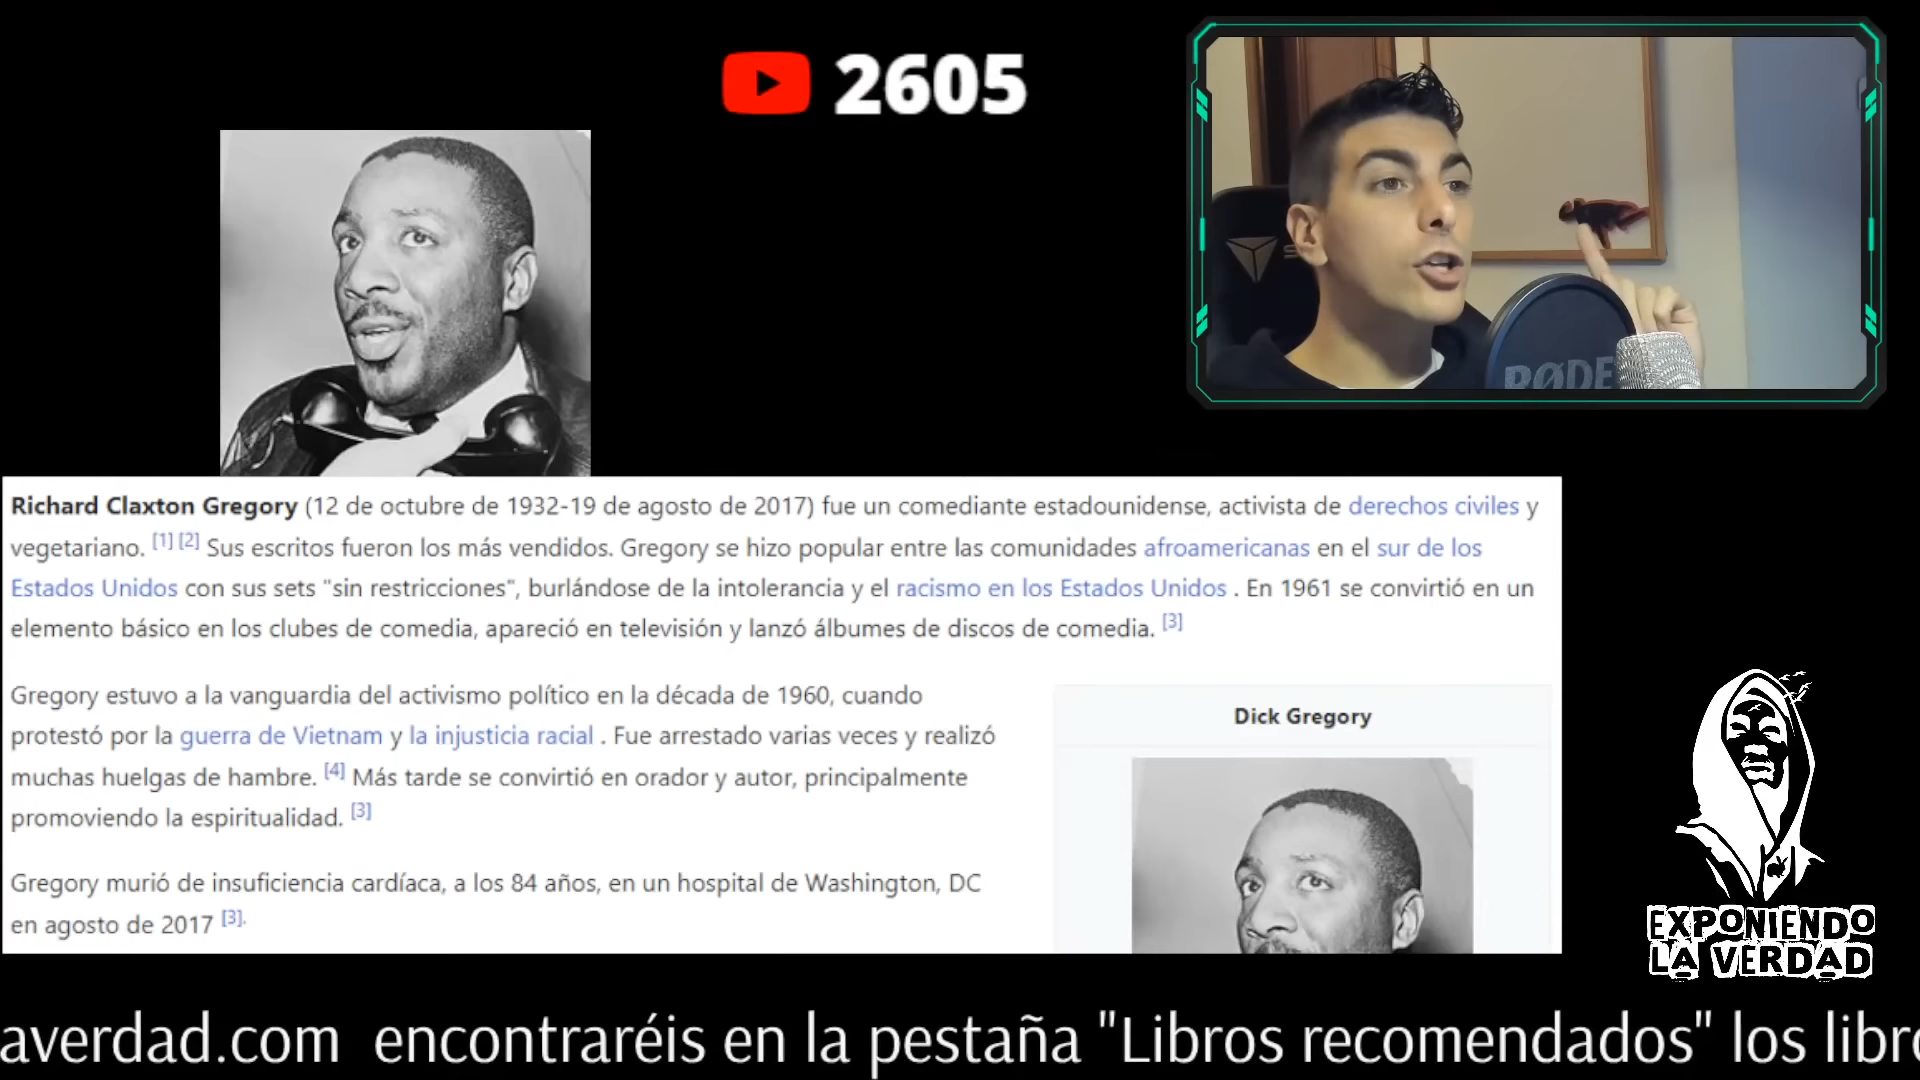 2605
RØDE
Richard Claxton Gregory (12 de octubre de 1932-19 de agosto de 2017) fue un comediante estadounidense, activista de derechos civiles y
vegetariano. [1] [2] Sus escritos fueron los más vendidos. Gregory se hizo popular entre las comunidades afroamericanas en el sur de los
Estados Unidos con sus sets "sin restricciones", burlándose de la intolerancia y el racismo en los Estados Unidos . En 1961 se convirtió en un
elemento básico en los clubes de comedia, apareció en televisión y lanzó álbumes de discos de comedia. [3]
Gregory estuvo a la vanguardia del activismo político en la década de 1960, cuando
protestó por la guerra de Vietnam y la injusticia racial . Fue arrestado varias veces y realizó
muchas huelgas de hambre. [4] Más tarde se convirtió en orador y autor, principalmente
promoviendo la espiritualidad. [3]
Gregory murió de insuficiencia cardíaca, a los 84 años, en un hospital de Washington, DC
en agosto de 2017 [3].
Dick Gregory
EXPONIENDO
LA VERDAD
averdad.com encontraréis en la pestaña "Libros recomendados" los libro